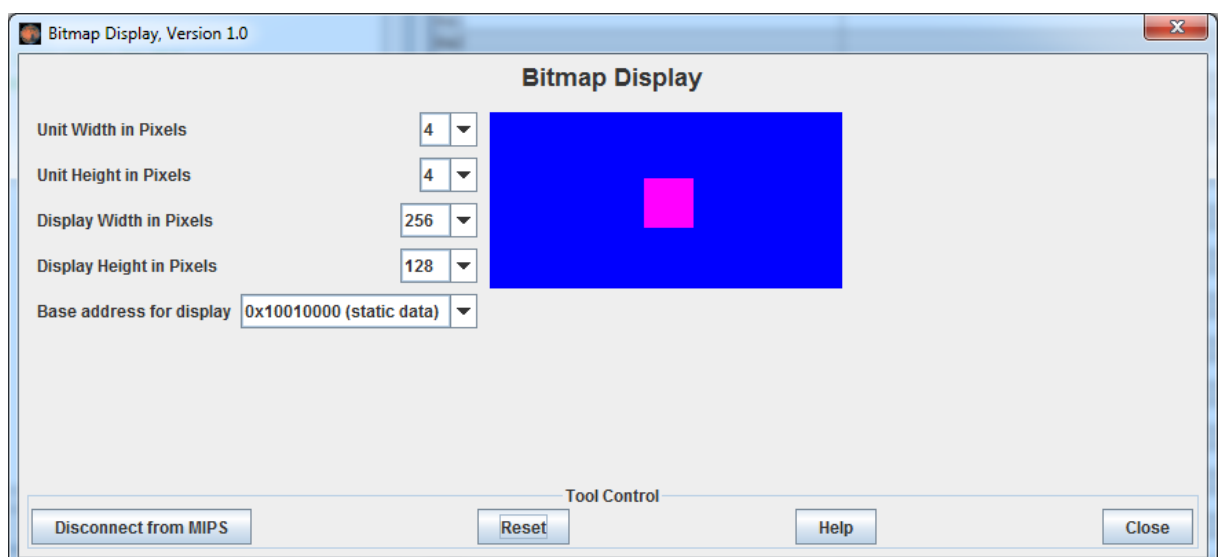 Bitmap Display, Version 1.0
Bitmap Display
Unit Width in Pixels 4
Unit Height in Pixels 4
Display Width in Pixels 256
Display Height in Pixels 128
Base address for display 0x10010000 (static data)
Tool Control
Disconnect from MIPS Reset Help Close